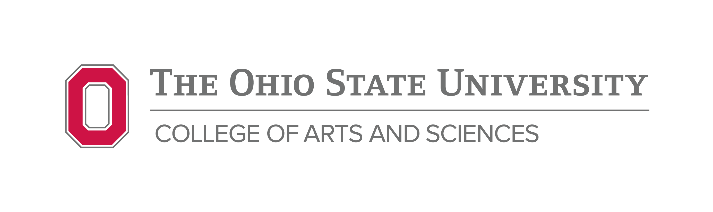 THE OHIO STATE UNIVERSITY
COLLEGE OF ARTS AND SCIENCES